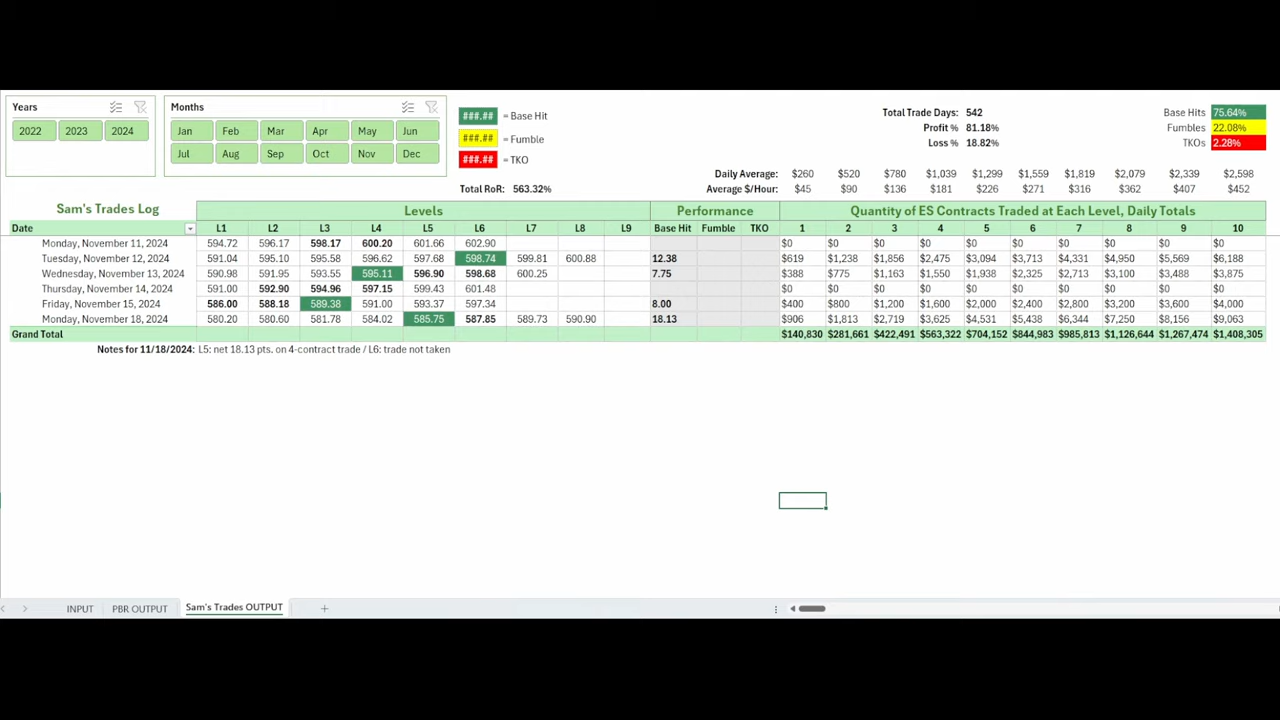 Years
2022 2023 2024
Months
Jan Feb Mar Apr May Jun
Jul Aug Sep Oct Nov Dec
###.## = Base Hit
###.## = Fumble
###.## = TKO
Total RoR: 563.32%
Total Trade Days: 542
Profit % 81.18%
Loss % 18.82%
Base Hits 75.64%
Fumbles 22.08%
TKOs 2.28%
Daily Average: $260 $520 $780 $1,039 $1,299 $1,559 $1,819 $2,079 $2,339 $2,598
Average $/Hour: $45 $90 $136 $181 $226 $271 $316 $362 $407 $452
Sam's Trades Log Levels Performance Quantity of ES Contracts Traded at Each Level, Daily Totals
Date L1 L2 L3 L4 L5 L6 L7 L8 L9 Base Hit Fumble TKO 1 2 3 4 5 6 7 8 9 10
Monday, November 11, 2024 594.72 596.17 598.17 600.20 601.66 602.90 $0 $0 $0 $0 $0 $0 $0 $0 $0 $0
Tuesday, November 12, 2024 591.04 595.10 595.58 596.62 597.68 598.74 599.81 600.88 12.38 $619 $1,238 $1,856 $2,475 $3,094 $3,713 $4,331 $4,950 $5,569 $6,188
Wednesday, November 13, 2024 590.98 591.95 593.55 595.11 596.90 598.68 600.25 7.75 $388 $775 $1,163 $1,550 $1,938 $2,325 $2,713 $3,100 $3,488 $3,875
Thursday, November 14, 2024 591.00 592.90 594.96 597.15 599.43 601.48 $0 $0 $0 $0 $0 $0 $0 $0 $0 $0
Friday, November 15, 2024 586.00 588.18 589.38 591.00 593.37 597.34 8.00 $400 $800 $1,200 $1,600 $2,000 $2,400 $2,800 $3,200 $3,600 $4,000
Monday, November 18, 2024 580.20 580.60 581.78 584.02 585.75 587.85 589.73 590.90 18.13 $906 $1,813 $2,719 $3,625 $4,531 $5,438 $6,344 $7,250 $8,156 $9,063
Grand Total $140,830 $281,661 $422,491 $563,322 $704,152 $844,983 $985,813 $1,126,644 $1,267,474 $1,408,305
Notes for 11/18/2024: L5: net 18.13 pts. on 4-contract trade / L6: trade not taken
INPUT PBR OUTPUT Sam's Trades OUTPUT